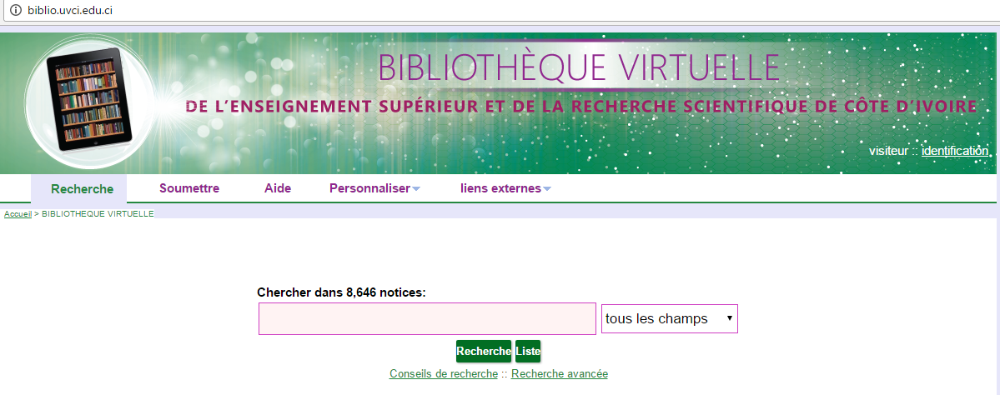 biblio.uvci.edu.ci
BIBLIOTHÈQUE VIRTUELLE
DE L'ENSEIGNEMENT SUPÉRIEUR ET DE LA RECHERCHE SCIENTIFIQUE DE CÔTE D'IVOIRE
visiteur :: identification
Recherche Soumettre Aide Personnaliser liens externes
Accueil > BIBLIOTHEQUE VIRTUELLE
Chercher dans 8,646 notices:
tous les champs
Recherche Liste
Conseils de recherche :: Recherche avancée